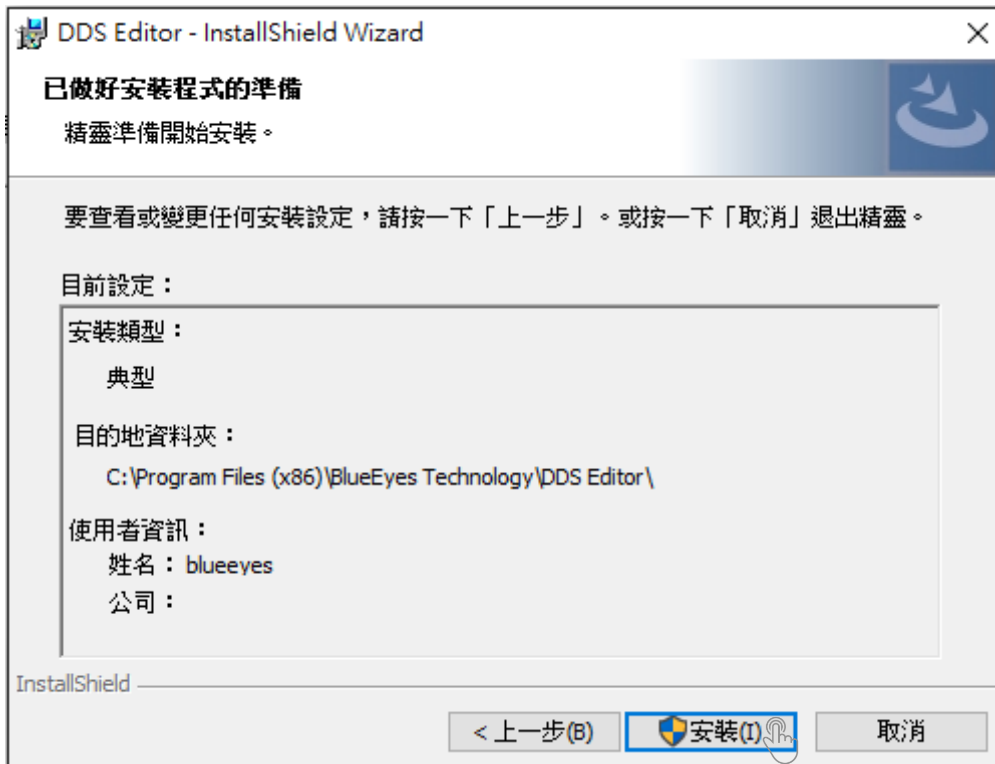 DDS Editor - InstallShield Wizard
已做好安裝程式的準備
精靈準備開始安裝。
要查看或變更任何安裝設定，請按一下「上一步」。或按一下「取消」退出精靈。
目前設定：
安裝類型：
典型
目的地資料夾：
C:\Program Files (x86)\BlueEyes Technology\DDS Editor\
使用者資訊：
姓名： blueeyes
公司：
InstallShield
< 上一步(B)
安裝(I)
取消